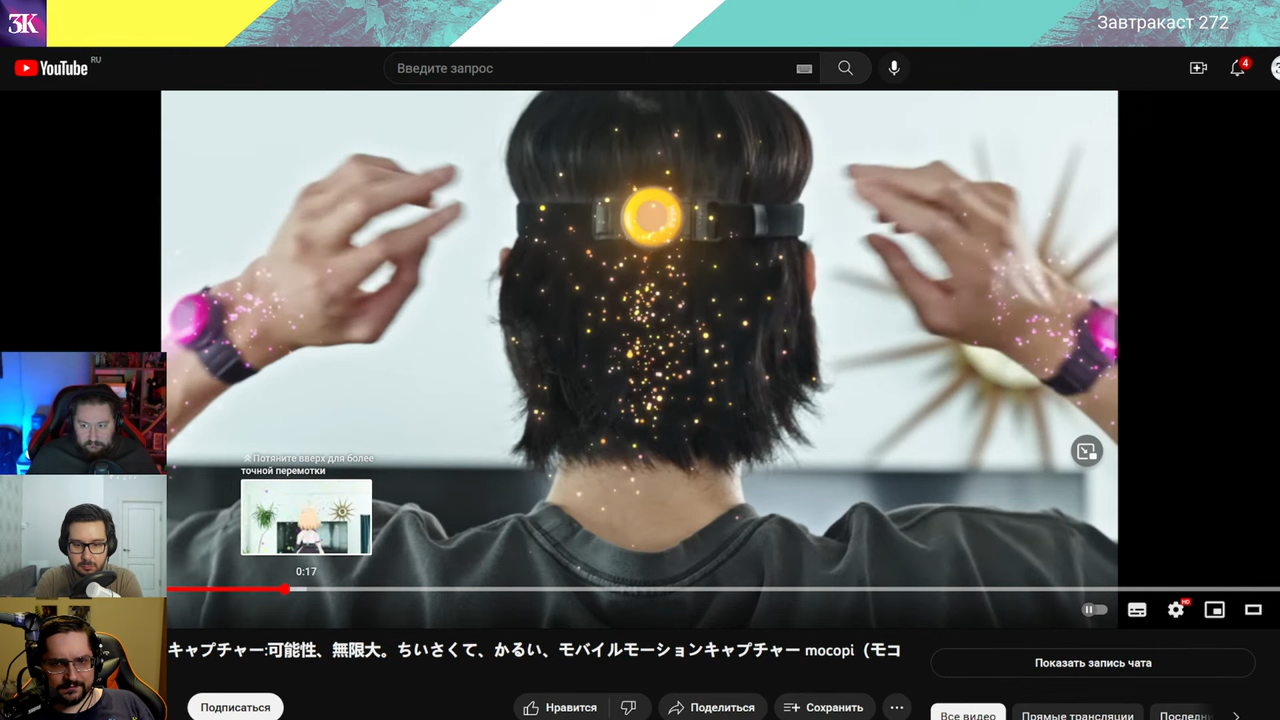 ЗК
Завтракаст 272
YouTube RU
Введите запрос
4
Потяните вверх для более
точной перемотки
0:17
HD
キャプチャー:可能性、無限大。ちいさくて、かるい、モバイルモーションキャプチャー mocopi（モコ
Показать запись чата
Подписаться
Нравится
Поделиться
Сохранить
Все видео
Прямые трансляции